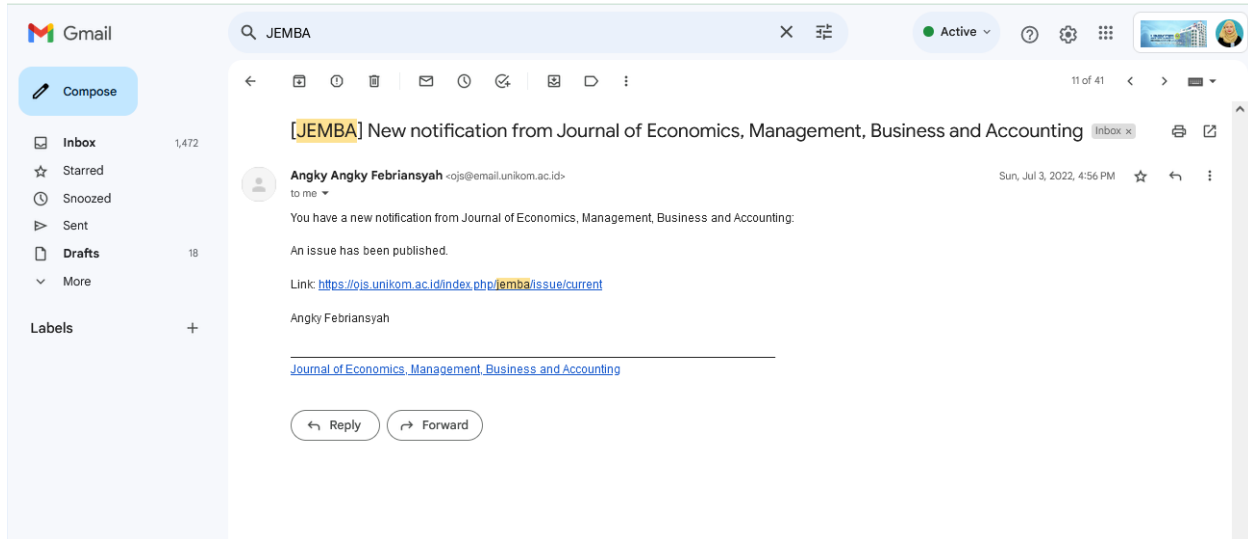 Gmail
JEMBA
Active
Compose
11 of 41
[JEMBA] New notification from Journal of Economics, Management, Business and Accounting Inbox ×
Inbox 1,472
Starred
Snoozed
Sent
Drafts 18
More
Labels
Angky Angky Febriansyah <ojs@email.unikom.ac.id> Sun, Jul 3, 2022, 4:56 PM
to me
You have a new notification from Journal of Economics, Management, Business and Accounting:
An issue has been published.
Link: https://ojs.unikom.ac.id/index.php/jemba/issue/current
Angky Febriansyah
Journal of Economics, Management, Business and Accounting
Reply Forward